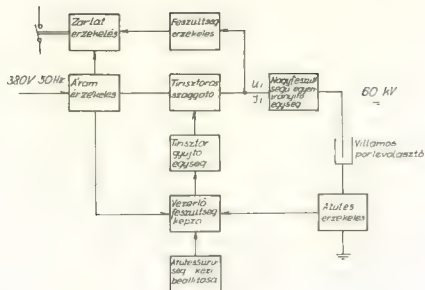 Zárlat
érzékelés
Feszültség
érzékelés
380V 50Hz
Áram
érzékelés
Tirisztoros
szaggató
U1
I1
Nagyfeszült
ségű egyen
irányító
egység
60 kV
Villamos
porleválasztó
Tirisztor
gyújtó
egység
Vezérlő
feszültség
képző
Átütés
érzékelés
Átütéssűrű
ség kézi
beállítása